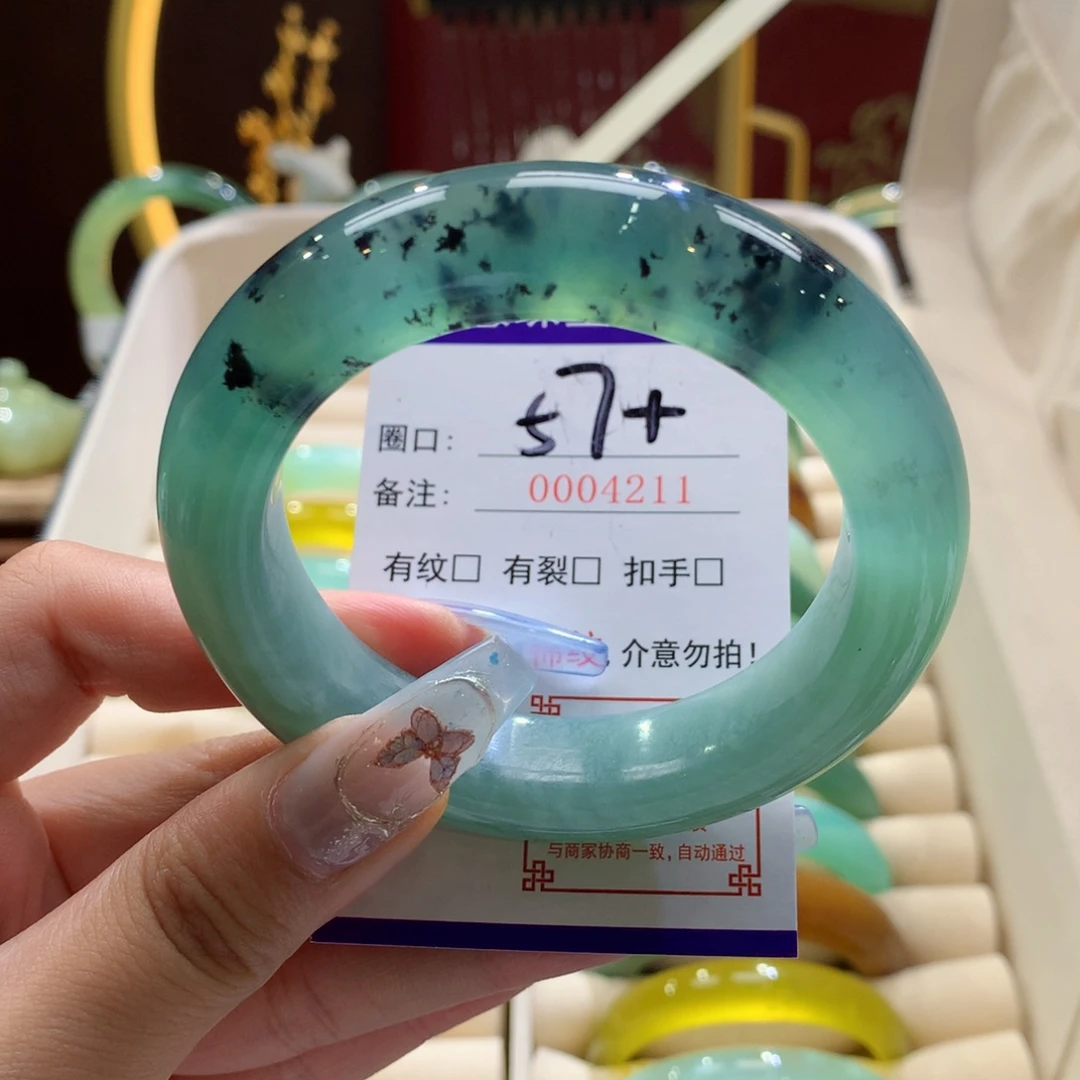 圈口: 57+
备注: 0004211
有纹□ 有裂□ 扣手□
纹, 介意勿拍!
与商家协商一致,自动通过